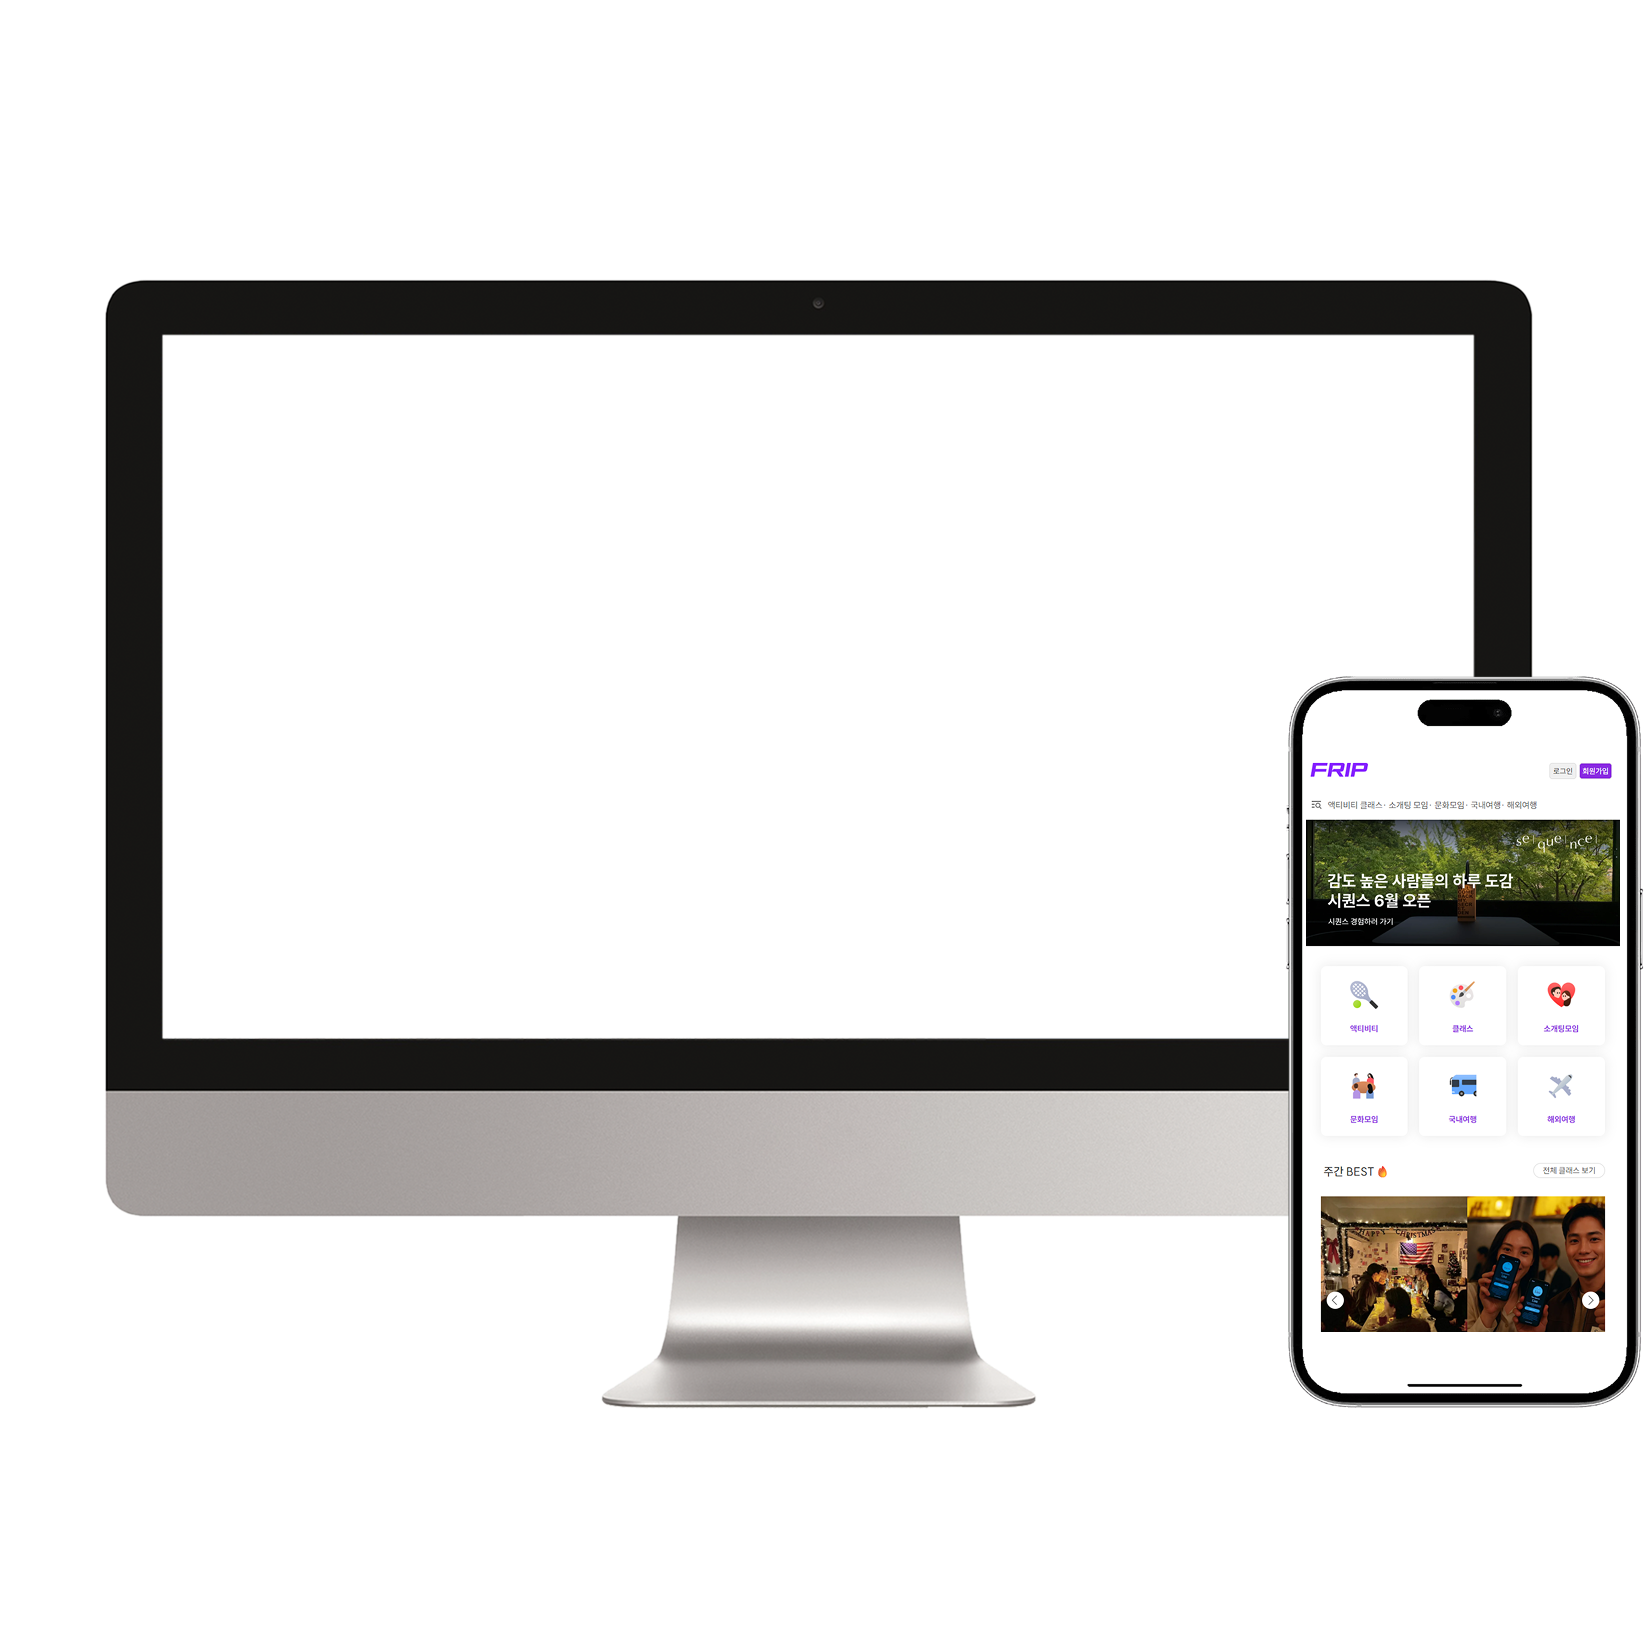 FRIP
로그인 회원가입
액티비티 클래스· 소개팅 모임· 문화모임· 국내여행· 해외여행
se|que|nce|
감도 높은 사람들의 하루 도감
시퀀스 6월 오픈
시퀀스 경험하러 가기
액티비티 클래스 소개팅모임
문화모임 국내여행 해외여행
주간 BEST 전체 클래스 보기
HAPPY CHRISTMAS